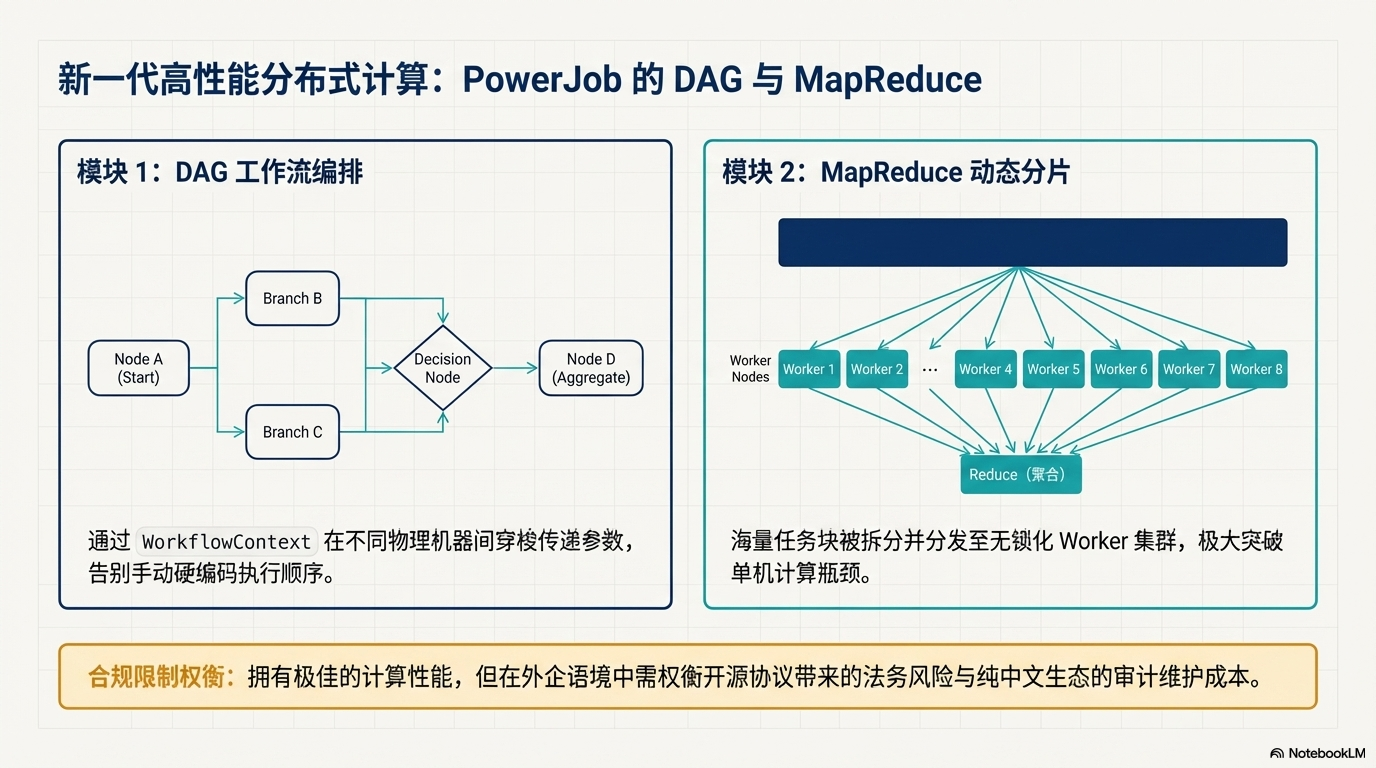 新一代高性能分布式计算：PowerJob 的 DAG 与 MapReduce
模块 1：DAG 工作流编排
Node A
(Start)
Branch B
Branch C
Decision
Node
Node D
(Aggregate)
通过 WorkflowContext 在不同物理机器间穿梭传递参数，
告别手动硬编码执行顺序。
模块 2：MapReduce 动态分片
Worker
Nodes
Worker 1
Worker 2
...
Worker 4
Worker 5
Worker 6
Worker 7
Worker 8
Reduce（聚合）
海量任务块被拆分并分发至无锁化 Worker 集群，极大突破
单机计算瓶颈。
合规限制权衡：拥有极佳的计算性能，但在外企语境中需权衡开源协议带来的法务风险与纯中文生态的审计维护成本。
NotebookLM